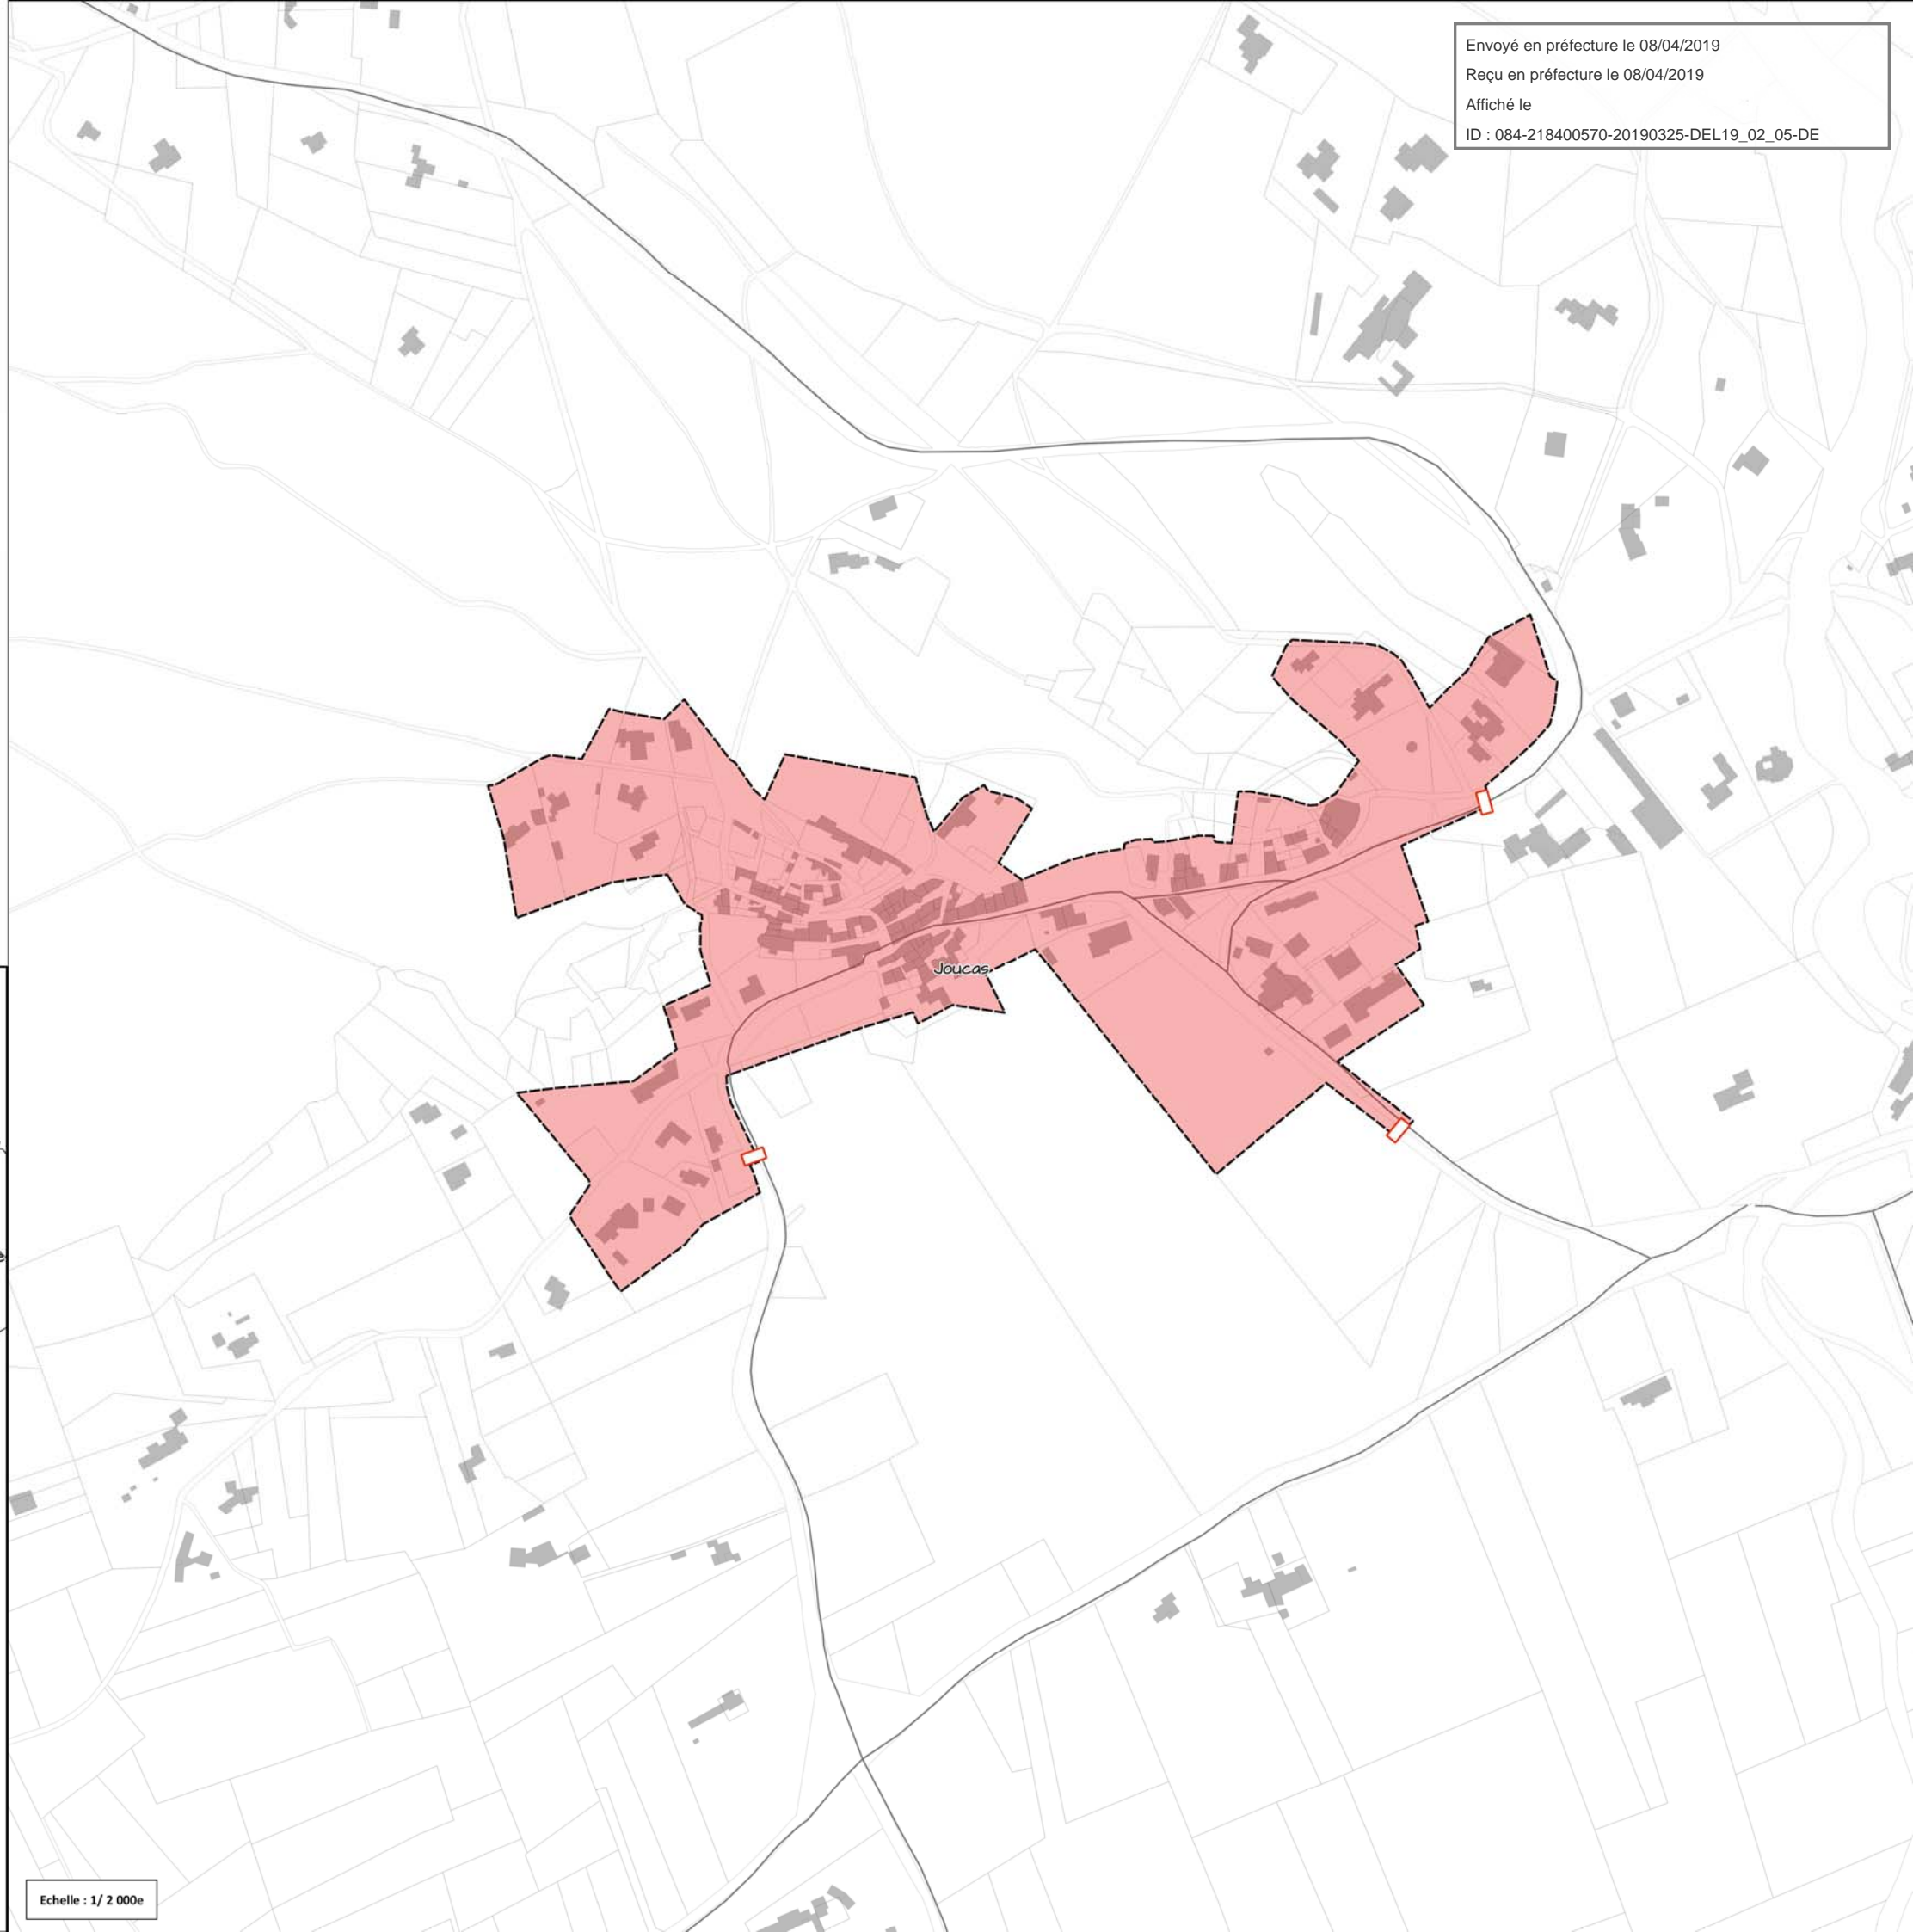 Envoyé en préfecture le 08/04/2019
Reçu en préfecture le 08/04/2019
Affiché le
ID : 084-218400570-20190325-DEL19_02_05-DE
Joucas
Echelle : 1/ 2 000e